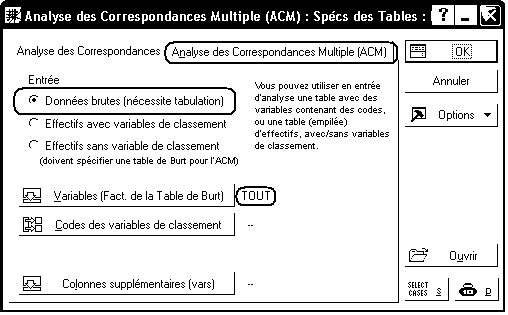 Analyse des Correspondances Multiple (ACM) : Spécs des Tables :
Analyse des Correspondances
Analyse des Correspondances Multiple (ACM)
OK
Annuler
Options
Entrée
Données brutes (nécessite tabulation)
Effectifs avec variables de classement
Effectifs sans variable de classement
(doivent spécifier une table de Burt pour l'ACM)
Vous pouvez utiliser en entrée
d'analyse une table avec des
variables contenant des codes,
ou une table (empilée)
d'effectifs, avec/sans variables
de classement.
Variables (Fact. de la Table de Burt)
TOUT
Codes des variables de classement
--
Colonnes supplémentaires (vars)
--
Ouvrir
SELECT
CASES
S
D